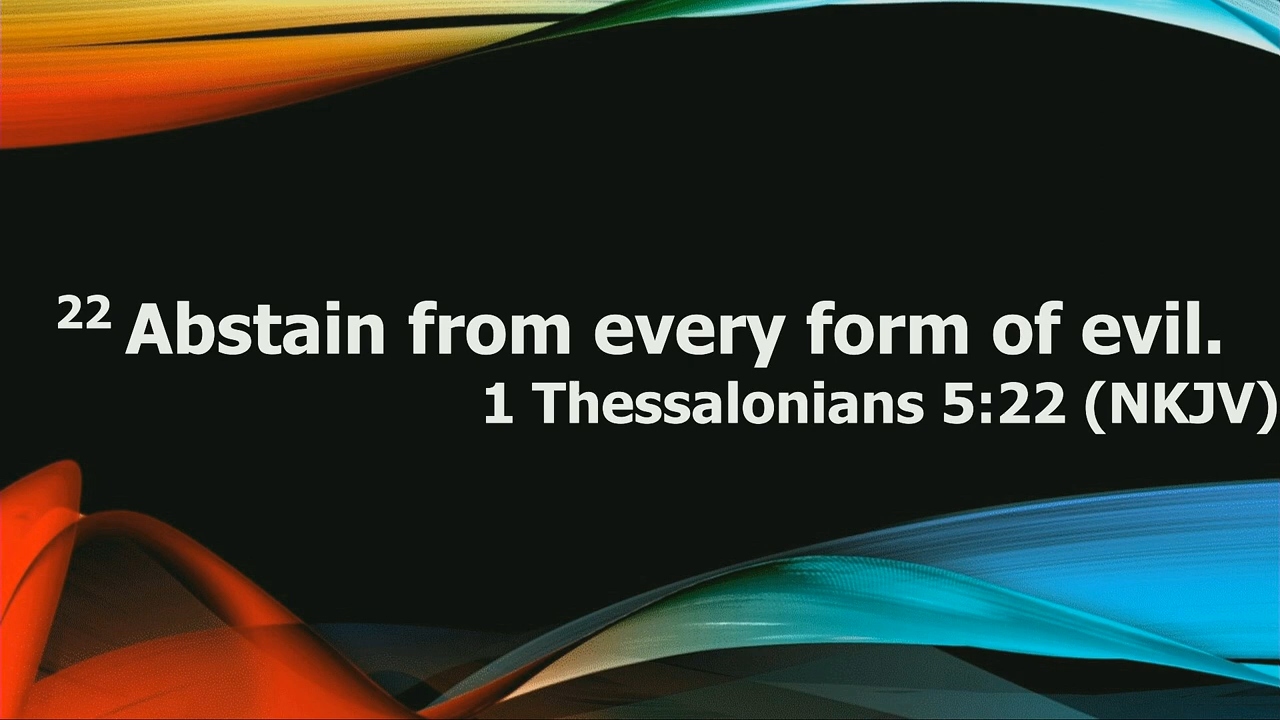 22 Abstain from every form of evil.
1 Thessalonians 5:22 (NKJV)